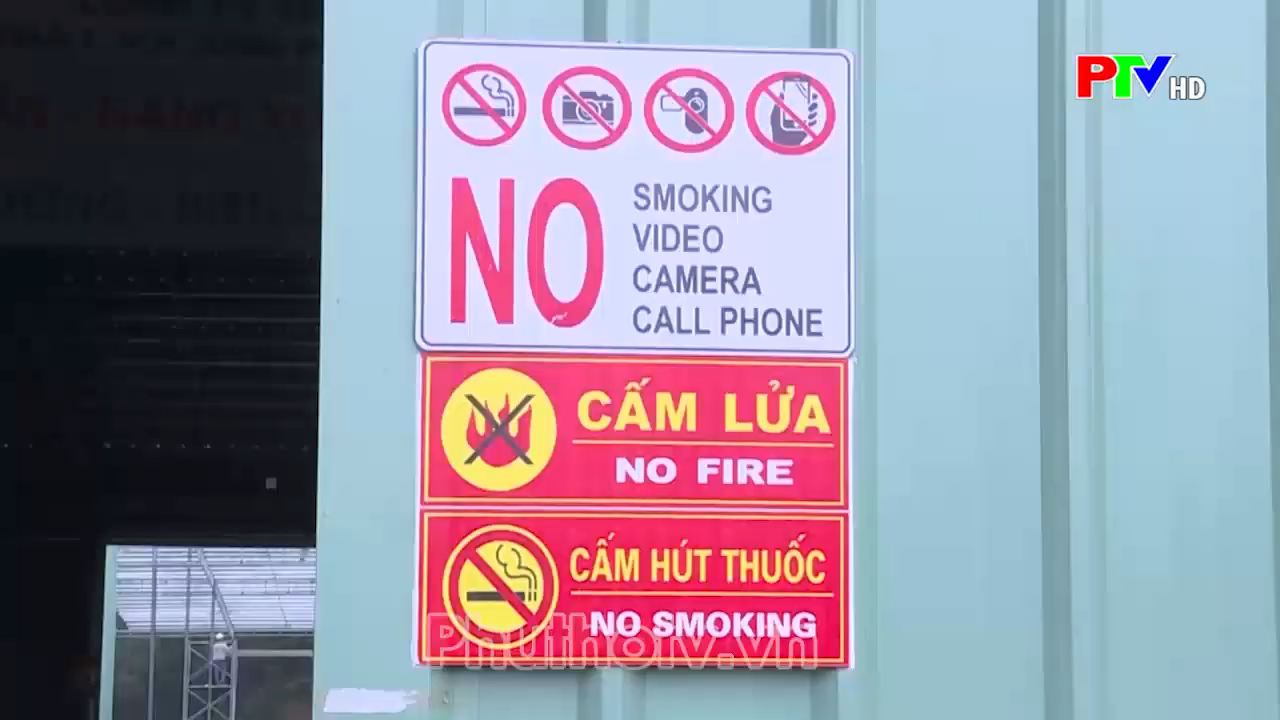 PTV HD
NO
SMOKING
VIDEO
CAMERA
CALL PHONE
CẤM LỬA
NO FIRE
CẤM HÚT THUỐC
NO SMOKING
Phuthotv.vn